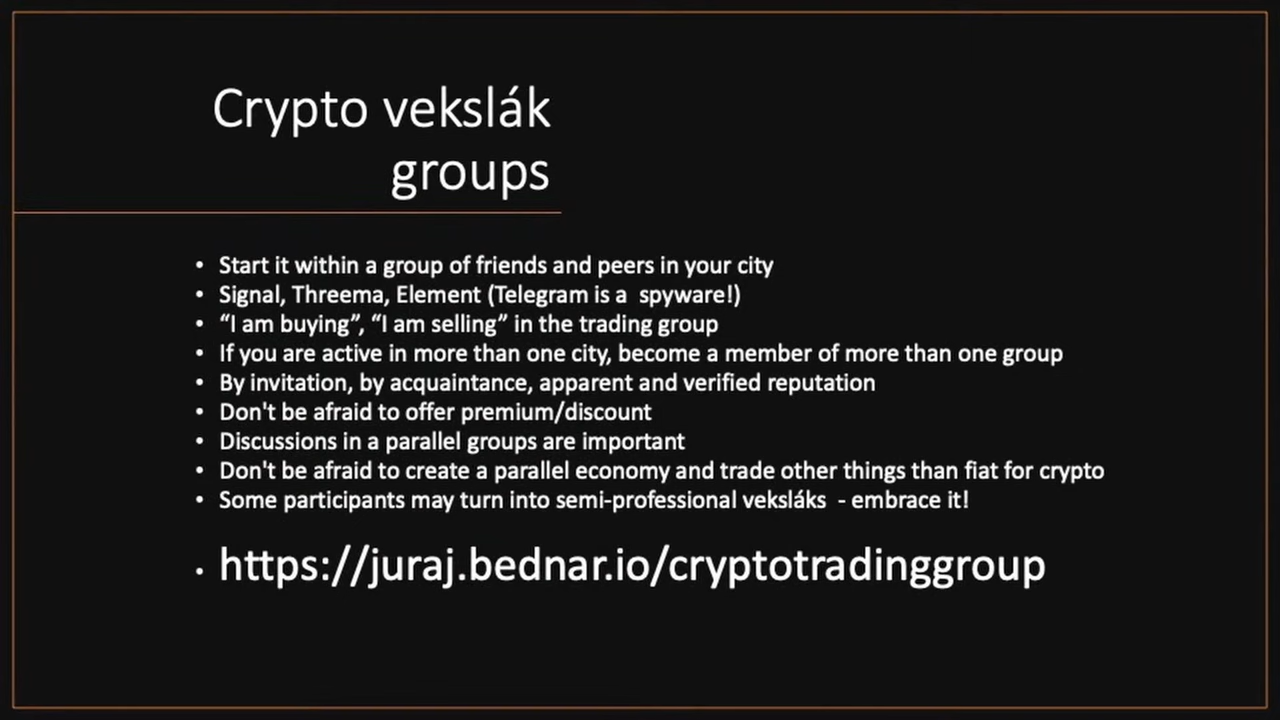 Crypto vekslák
groups
• Start it within a group of friends and peers in your city
• Signal, Threema, Element (Telegram is a  spyware!)
• “I am buying”, “I am selling” in the trading group
• If you are active in more than one city, become a member of more than one group
• By invitation, by acquaintance, apparent and verified reputation
• Don't be afraid to offer premium/discount
• Discussions in a parallel groups are important
• Don't be afraid to create a parallel economy and trade other things than fiat for crypto
• Some participants may turn into semi-professional veksláks  - embrace it!
• https://juraj.bednar.io/cryptotradinggroup